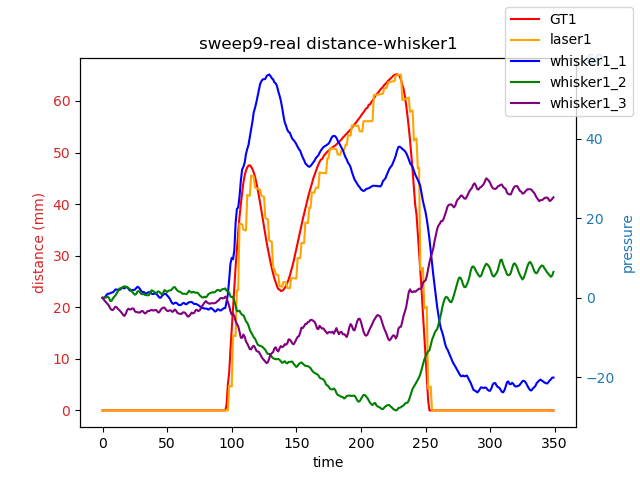 sweep9-real distance-whisker1
GT1
laser1
whisker1_1
whisker1_2
whisker1_3
60
50
40
30
20
10
0
distance (mm)
60
40
20
0
−20
pressure
0
50
100
150
200
250
300
350
time